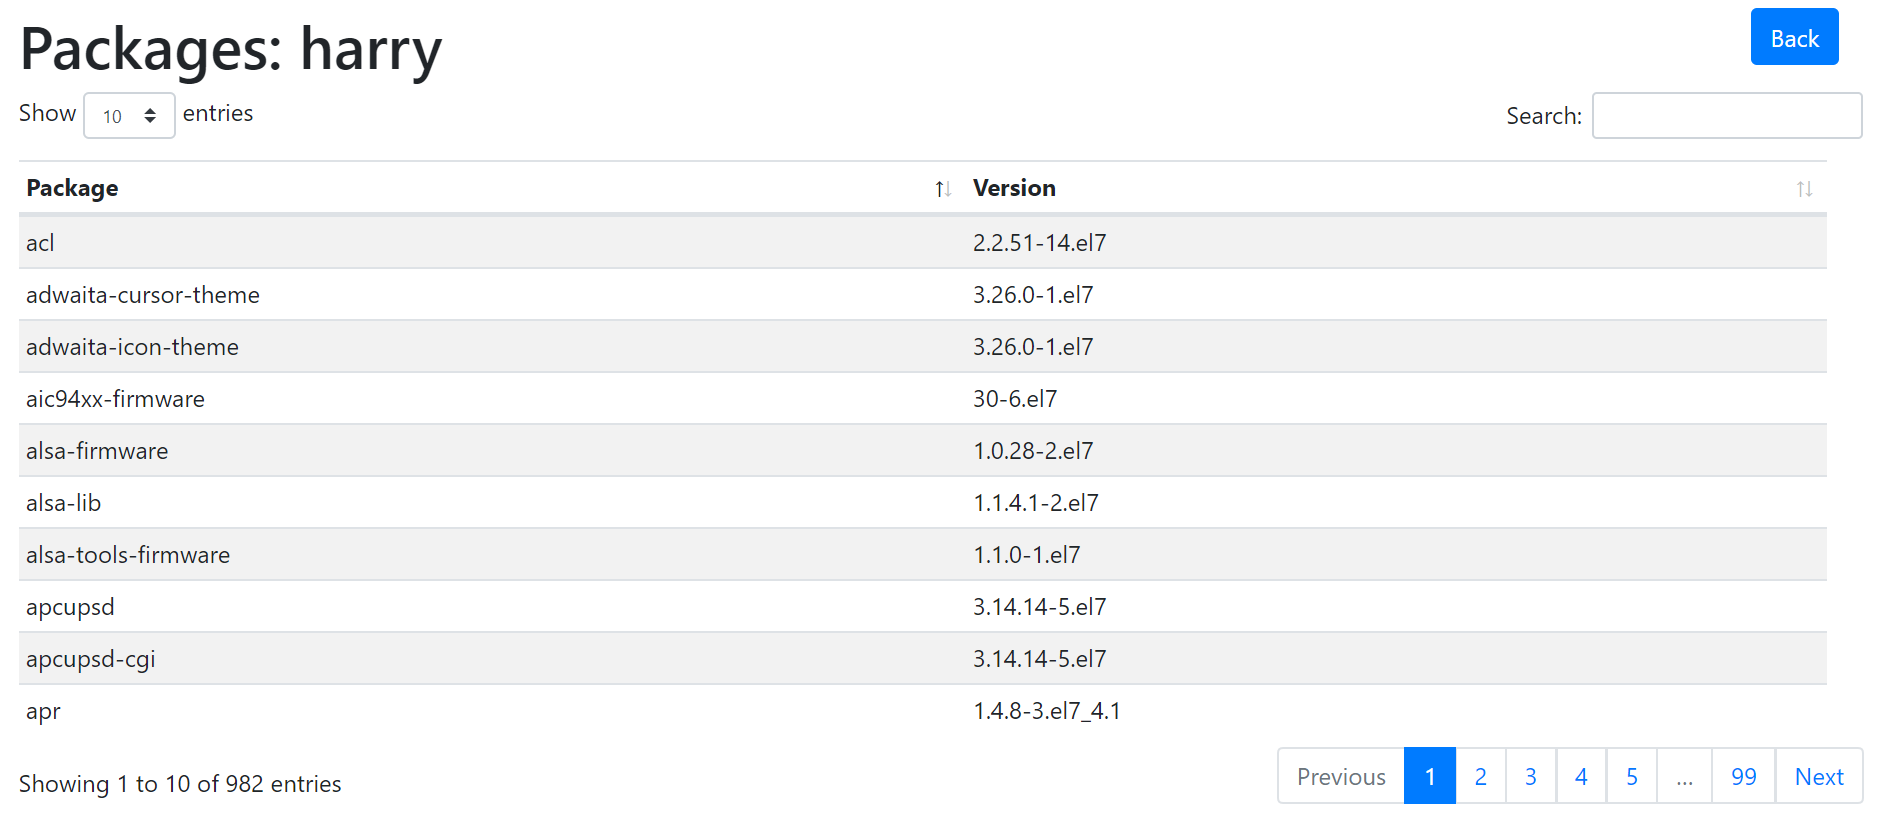 Packages: harry
Back
Show 10 entries
Search:
Package Version
acl 2.2.51-14.el7
adwaita-cursor-theme 3.26.0-1.el7
adwaita-icon-theme 3.26.0-1.el7
aic94xx-firmware 30-6.el7
alsa-firmware 1.0.28-2.el7
alsa-lib 1.1.4.1-2.el7
alsa-tools-firmware 1.1.0-1.el7
apcupsd 3.14.14-5.el7
apcupsd-cgi 3.14.14-5.el7
apr 1.4.8-3.el7_4.1
Showing 1 to 10 of 982 entries
Previous 1 2 3 4 5 ... 99 Next